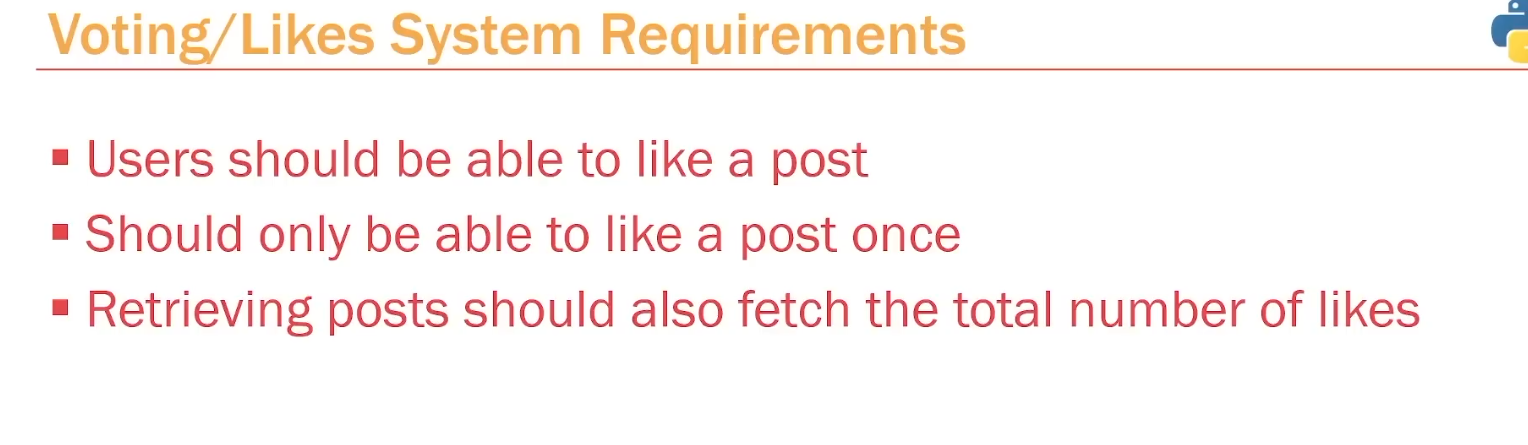 Voting/Likes System Requirements
▪ Users should be able to like a post
▪ Should only be able to like a post once
▪ Retrieving posts should also fetch the total number of likes